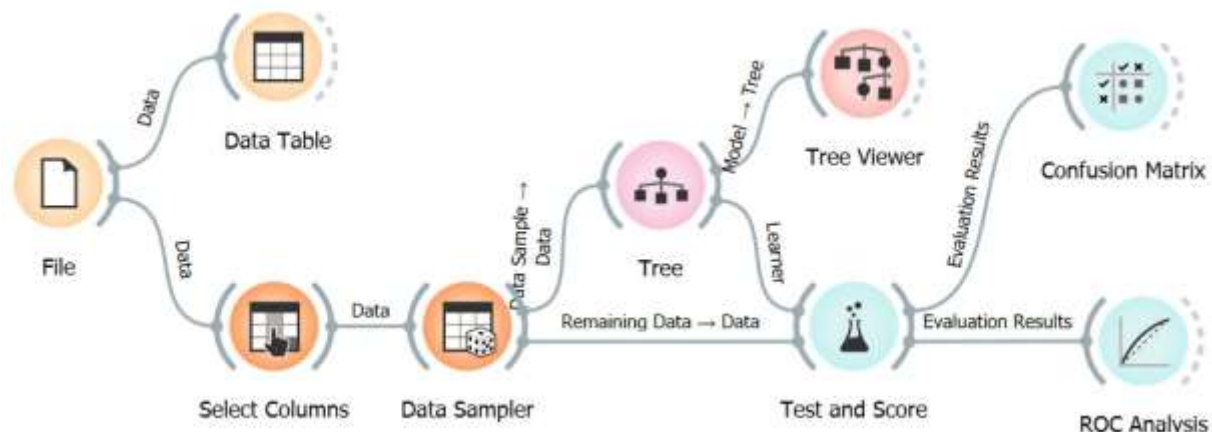 Data
Data Table
File
Data
Select Columns
Data
Data Sampler
Data Sample →
Data
Tree
Model → Tree
Tree Viewer
Learner
Remaining Data → Data
Test and Score
Evaluation Results
Confusion Matrix
Evaluation Results
ROC Analysis